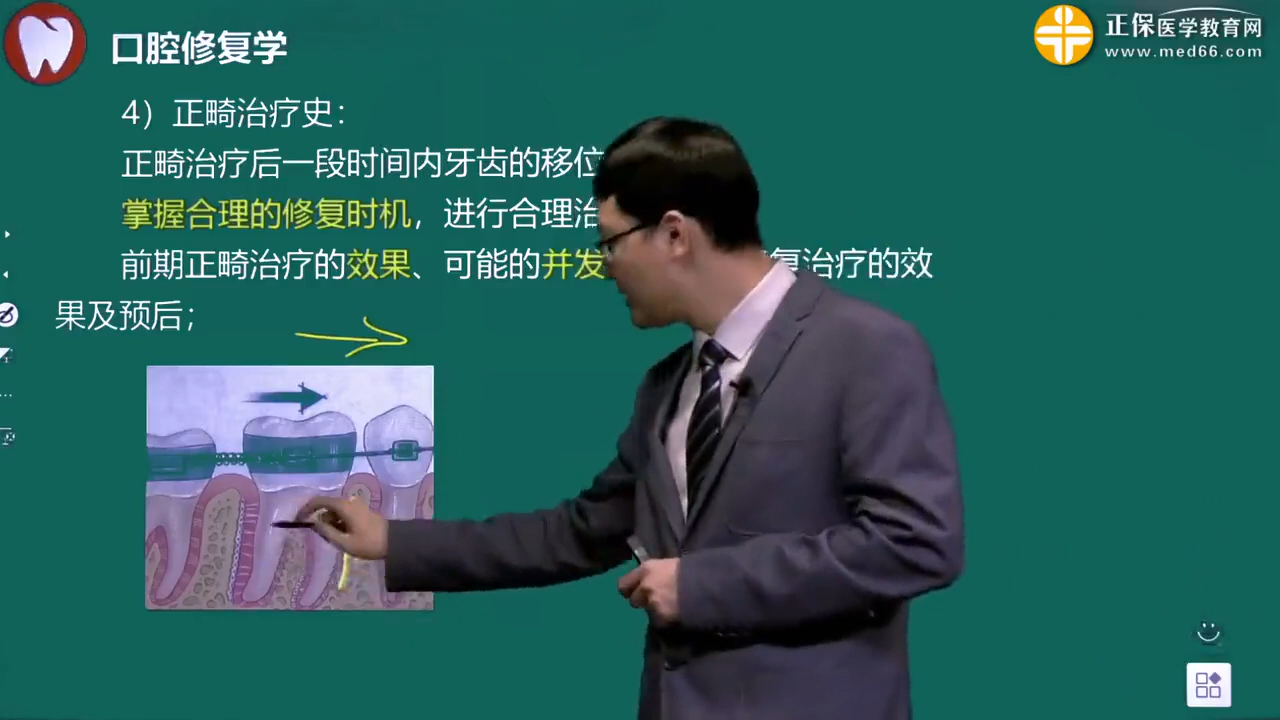 口腔修复学
正保医学教育网
www.med66.com
4）正畸治疗史：
正畸治疗后一段时间内牙齿的移位
掌握合理的修复时机，进行合理治
前期正畸治疗的效果、可能的并发
复治疗的效
果及预后；